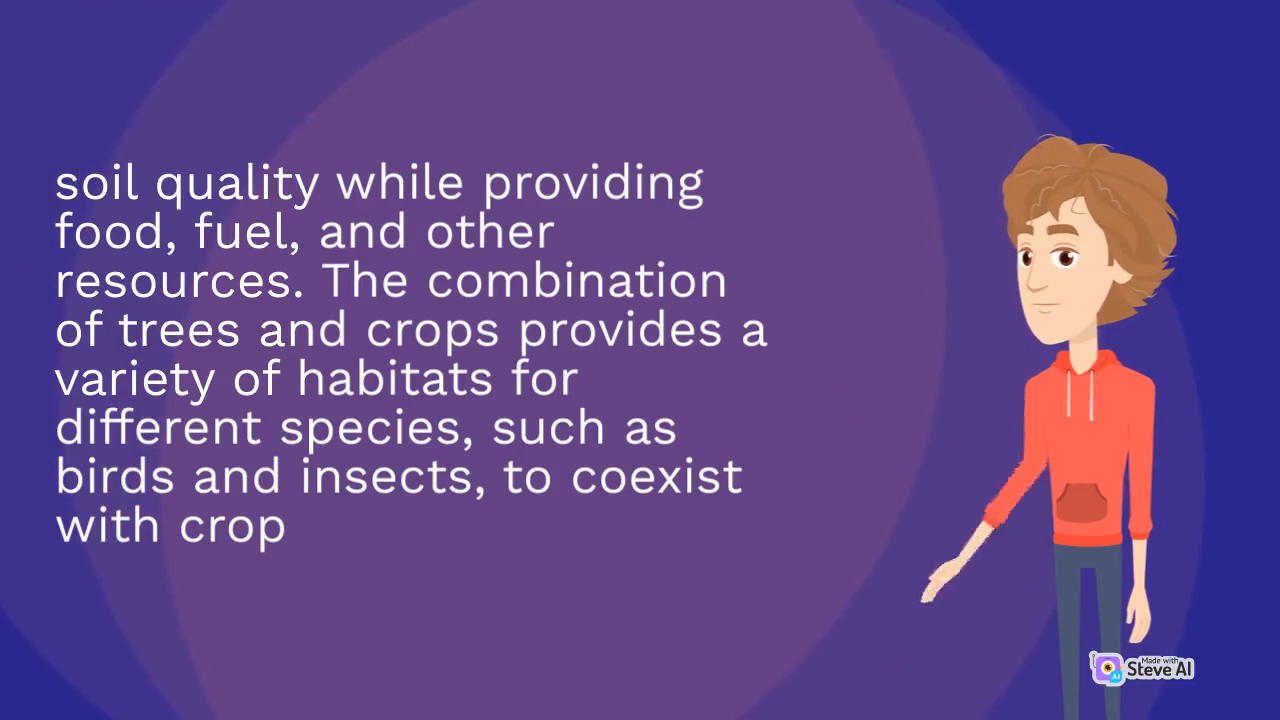 soil quality while providing
food, fuel, and other
resources. The combination
of trees and crops provides a
variety of habitats for
different species, such as
birds and insects, to coexist
with crop
Made with
Steve AI
AI